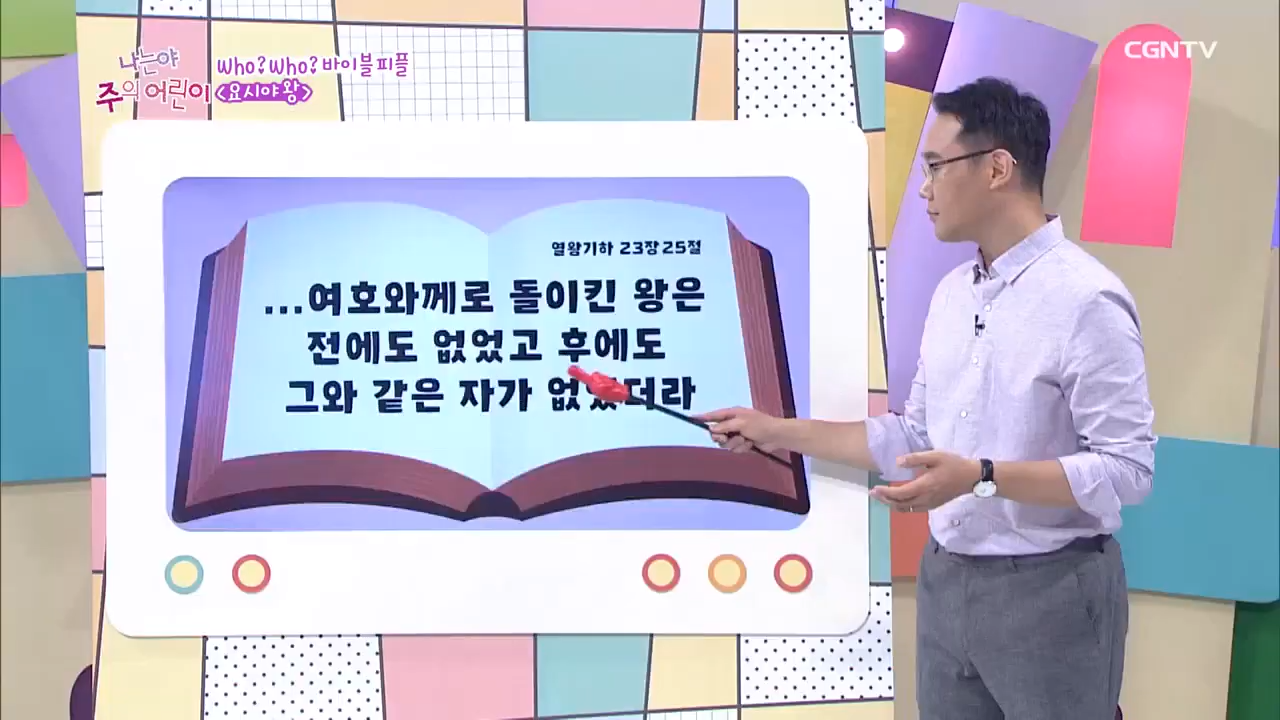 나는야
주의 어린이
Who?Who?바이블피플
<요시야 왕>
CGNTV
열왕기하 23장 25절
...여호와께로 돌이킨 왕은
전에도 없었고 후에도
그와 같은 자가 없었더라